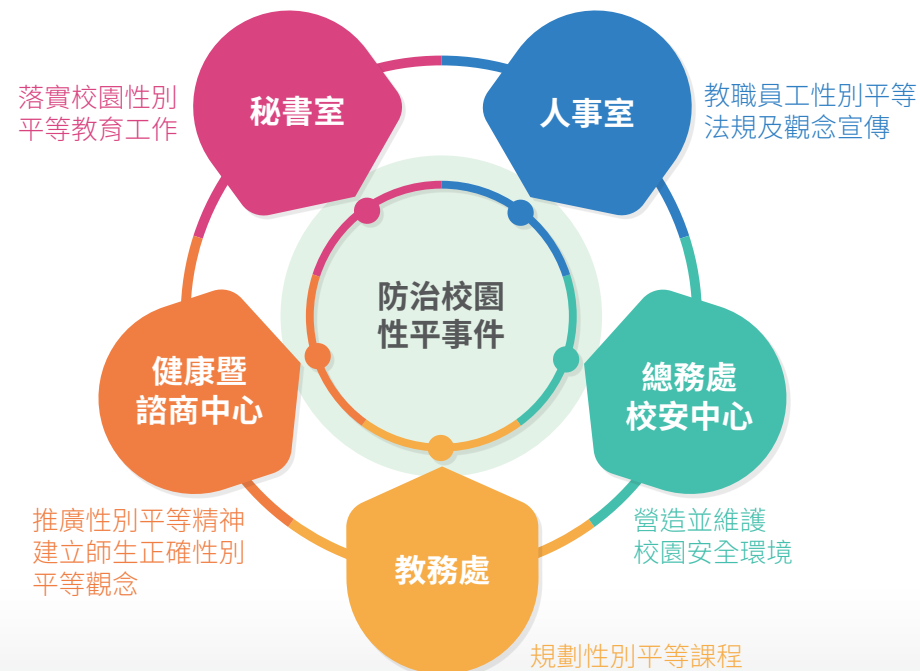 秘書室
落實校園性別
平等教育工作
人事室
教職員工性別平等
法規及觀念宣傳
防治校園
性平事件
健康暨
諮商中心
推廣性別平等精神
建立師生正確性別
平等觀念
總務處
校安中心
營造並維護
校園安全環境
教務處
規劃性別平等課程